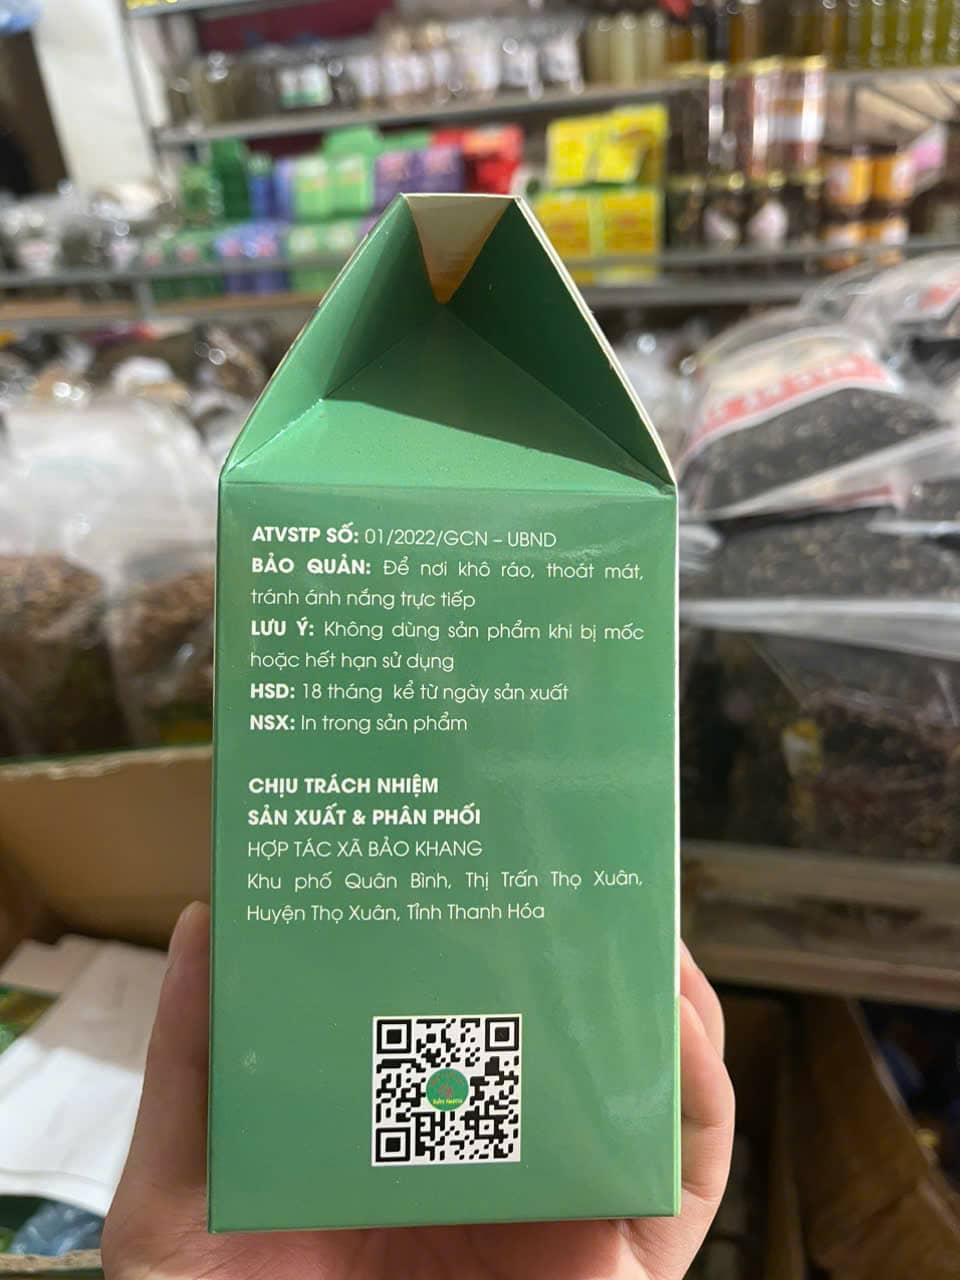 ATVSTP SỐ: 01/2022/GCN – UBND
BẢO QUẢN: Để nơi khô ráo, thoát mát,
tránh ánh nắng trực tiếp
LƯU Ý: Không dùng sản phẩm khi bị mốc
hoặc hết hạn sử dụng
HSD: 18 tháng kể từ ngày sản xuất
NSX: In trong sản phẩm
CHỊU TRÁCH NHIỆM
SẢN XUẤT & PHÂN PHỐI
HỢP TÁC XÃ BẢO KHANG
Khu phố Quân Bình, Thị Trấn Thọ Xuân,
Huyện Thọ Xuân, Tỉnh Thanh Hóa